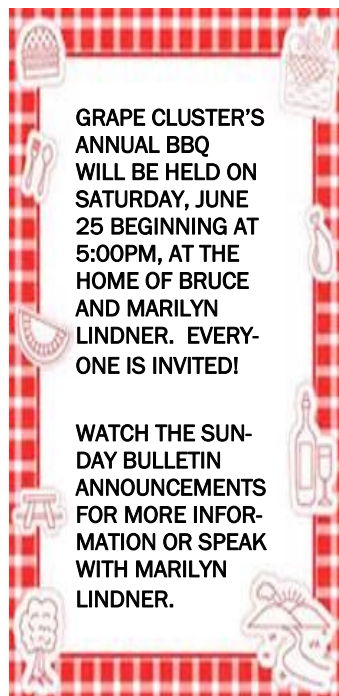 GRAPE CLUSTER'S
ANNUAL BBQ
WILL BE HELD ON
SATURDAY, JUNE
25 BEGINNING AT
5:00PM, AT THE
HOME OF BRUCE
AND MARILYN
LINDNER.  EVERY-
ONE IS INVITED!
WATCH THE SUN-
DAY BULLETIN
ANNOUNCEMENTS
FOR MORE INFOR-
MATION OR SPEAK
WITH MARILYN
LINDNER.